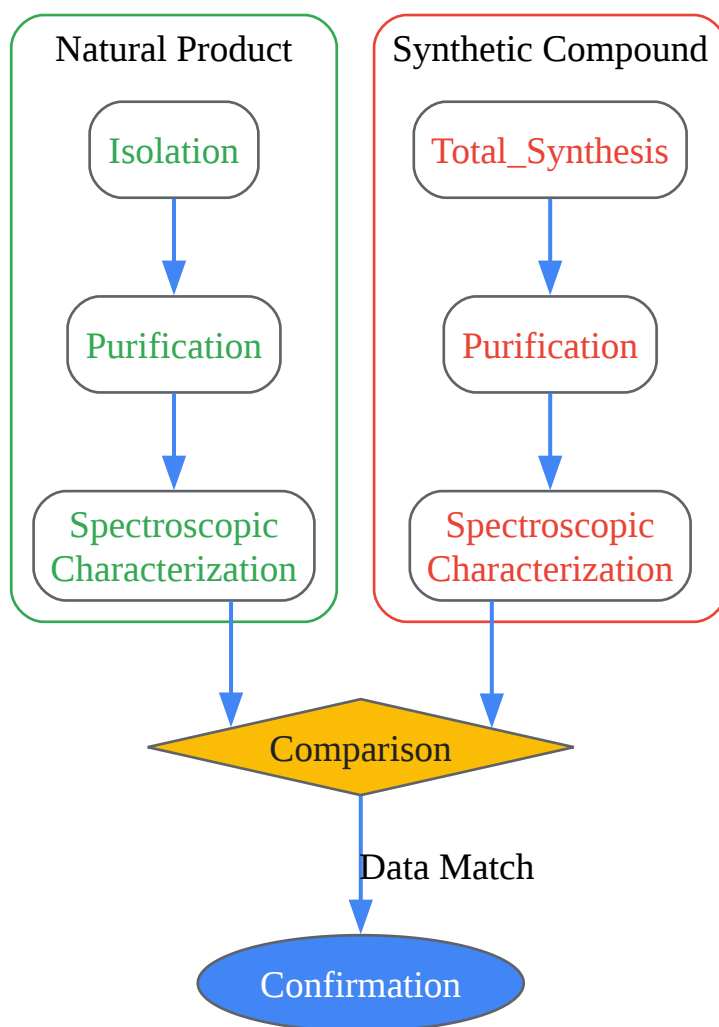 Natural Product
Isolation
Purification
Spectroscopic
Characterization
Synthetic Compound
Total_Synthesis
Purification
Spectroscopic
Characterization
Comparison
Data Match
Confirmation